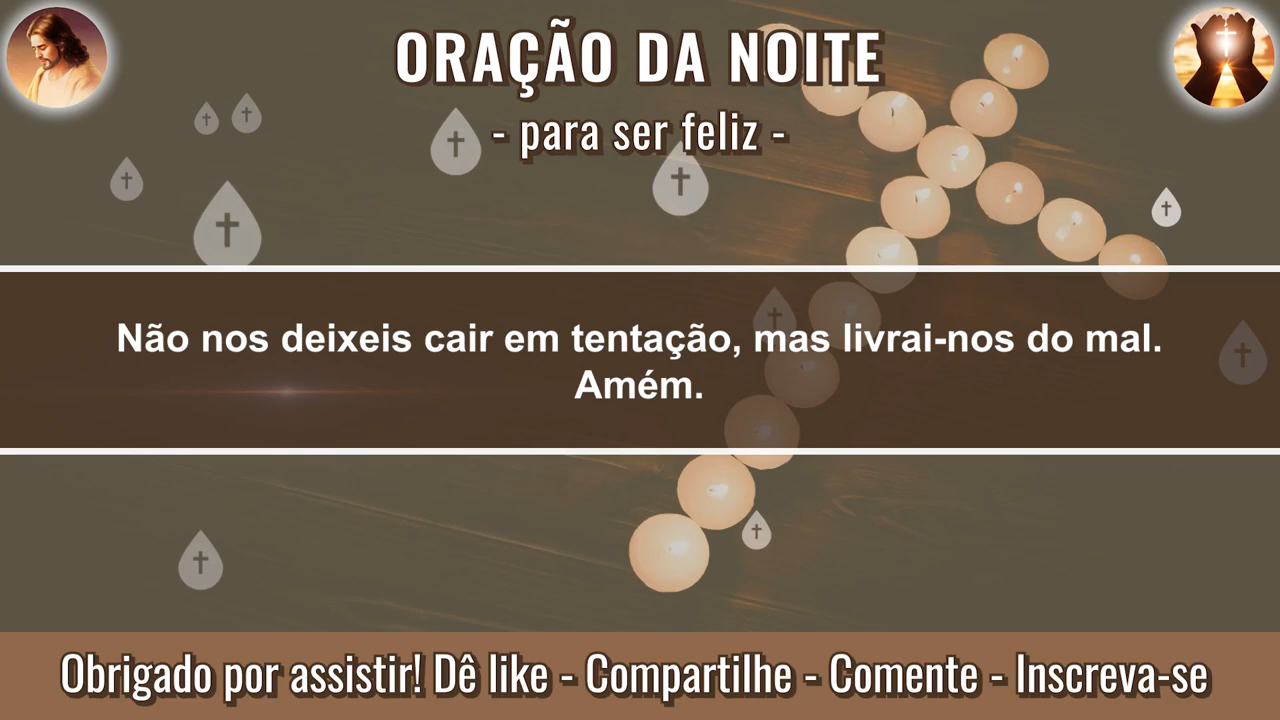 ORAÇÃO DA NOITE
- para ser feliz -
Não nos deixeis cair em tentação, mas livrai-nos do mal.
Amém.
Obrigado por assistir! Dê like - Compartilhe - Comente - Inscreva-se